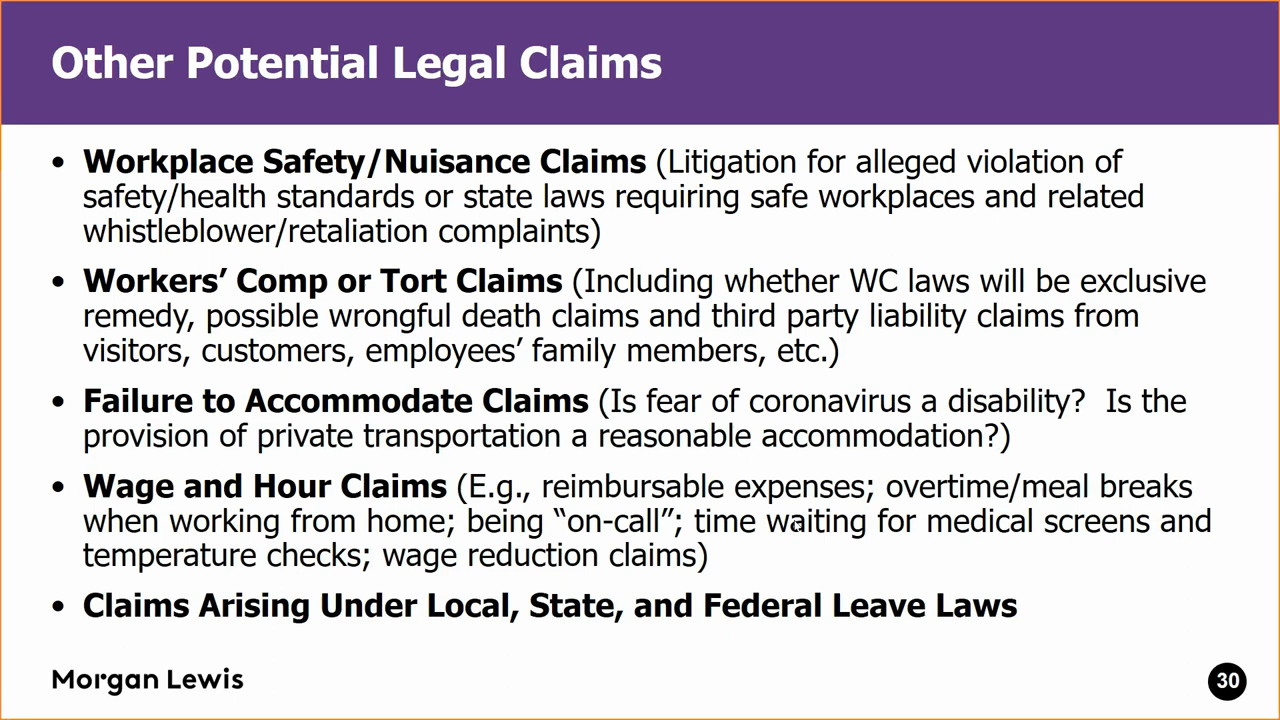 Other Potential Legal Claims
• Workplace Safety/Nuisance Claims (Litigation for alleged violation of
safety/health standards or state laws requiring safe workplaces and related
whistleblower/retaliation complaints)
• Workers’ Comp or Tort Claims (Including whether WC laws will be exclusive
remedy, possible wrongful death claims and third party liability claims from
visitors, customers, employees’ family members, etc.)
• Failure to Accommodate Claims (Is fear of coronavirus a disability?  Is the
provision of private transportation a reasonable accommodation?)
• Wage and Hour Claims (E.g., reimbursable expenses; overtime/meal breaks
when working from home; being “on-call”; time waiting for medical screens and
temperature checks; wage reduction claims)
• Claims Arising Under Local, State, and Federal Leave Laws
Morgan Lewis
30